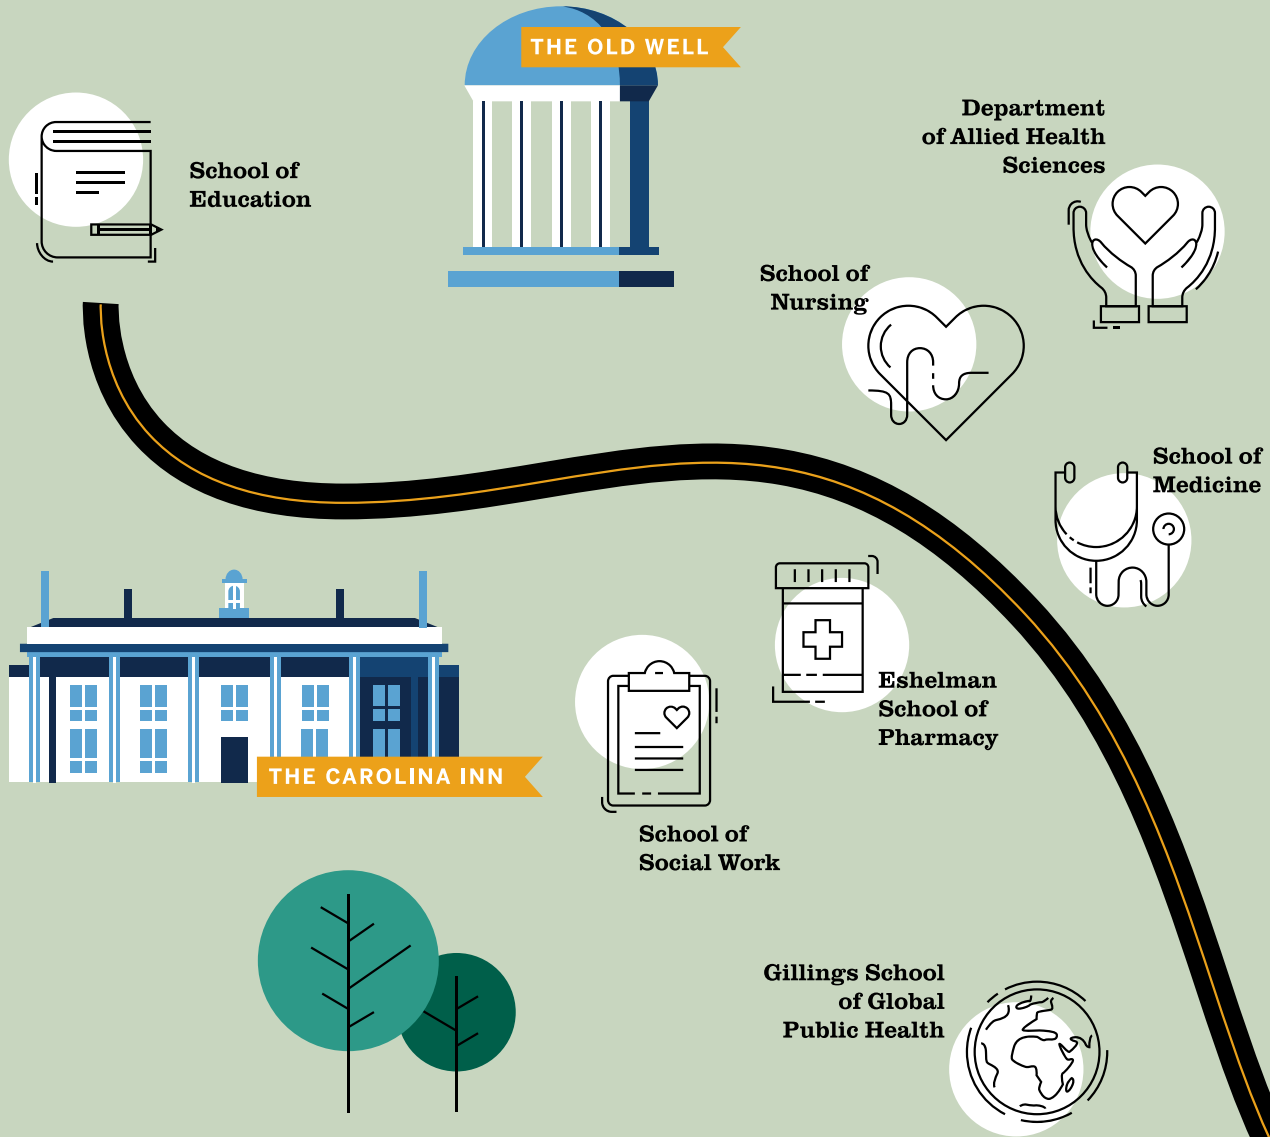 THE OLD WELL
Department
of Allied Health
Sciences
School of
Education
School of
Nursing
School of
Medicine
Eshelman
School of
Pharmacy
THE CAROLINA INN
School of
Social Work
Gillings School
of Global
Public Health